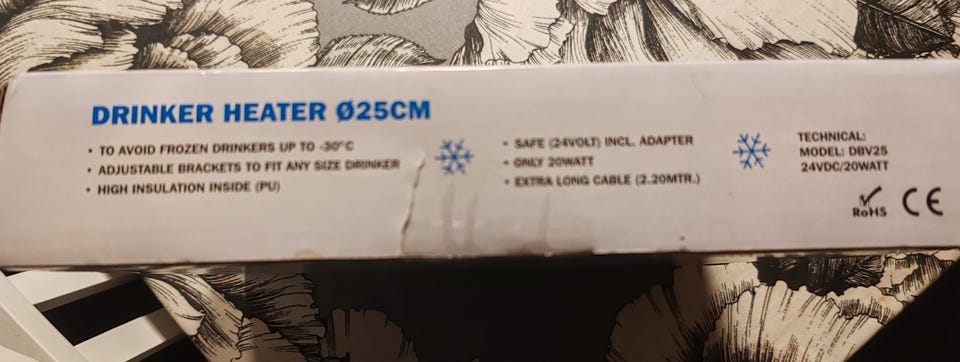 DRINKER HEATER Ø25CM
• TO AVOID FROZEN DRINKERS UP TO -30°C
• ADJUSTABLE BRACKETS TO FIT ANY SIZE DRINKER
• HIGH INSULATION INSIDE (PU)
• SAFE (24VOLT) INCL. ADAPTER
• ONLY 20WATT
• EXTRA LONG CABLE (2.20MTR.)
TECHNICAL:
MODEL: DBV25
24VDC/20WATT
RoHS CE